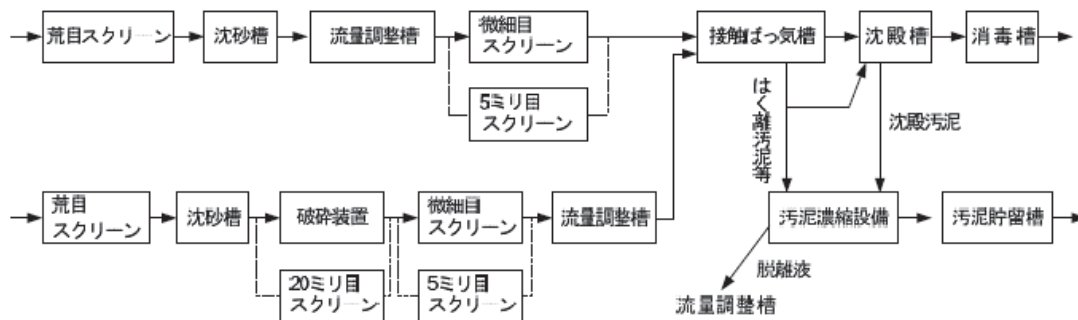 荒目スクリーン
沈砂槽
流量調整槽
微細目
スクリーン
5ミリ目
スクリーン
接触ばっ気槽
沈殿槽
消毒槽
はく離汚泥等
沈殿汚泥
荒目
スクリーン
沈砂槽
破砕装置
20ミリ目
スクリーン
微細目
スクリーン
5ミリ目
スクリーン
流量調整槽
汚泥濃縮設備
汚泥貯留槽
脱離液
流量調整槽